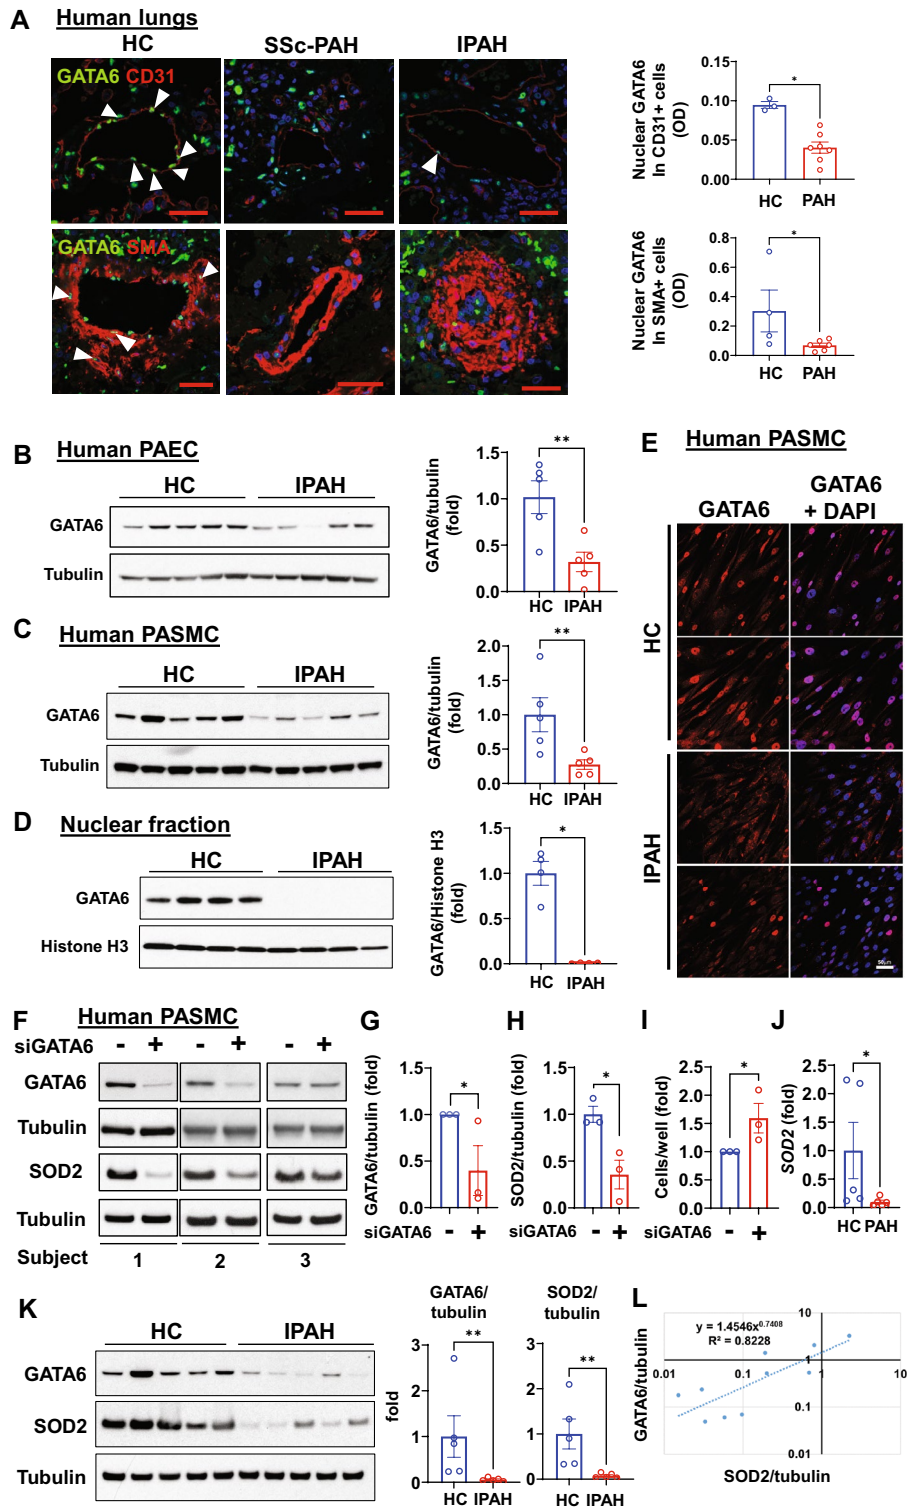 A
Human lungs
HC
SSc-PAH
IPAH
GATA6 CD31
GATA6 SMA
Nuclear GATA6
In CD31+ cells
(OD)
0.15
0.10
0.05
0.00
*
HC
PAH
Nuclear GATA6
In SMA+ cells
(OD)
0.8
0.6
0.4
0.2
0.0
*
HC
PAH
B
Human PAEC
HC
IPAH
GATA6
Tubulin
GATA6/tubulin
(fold)
1.5
1.0
0.5
0.0
**
HC
IPAH
C
Human PASMC
HC
IPAH
GATA6
Tubulin
GATA6/tubulin
(fold)
2.0
1.5
1.0
0.5
0.0
**
HC
IPAH
D
Nuclear fraction
HC
IPAH
GATA6
Histone H3
GATA6/Histone H3
(fold)
1.5
1.0
0.5
0.0
*
HC
IPAH
E
Human PASMC
GATA6
GATA6
+ DAPI
HC
IPAH
50µm
F
Human PASMC
siGATA6
- + - + - +
GATA6
Tubulin
SOD2
Tubulin
Subject
1
2
3
G
GATA6/tubulin (fold)
1.5
1.0
0.5
0.0
*
siGATA6 - +
H
SOD2/tubulin (fold)
1.5
1.0
0.5
0.0
*
siGATA6 - +
I
Cells/well (fold)
2.5
2.0
1.5
1.0
0.5
0.0
*
- +
J
SOD2 (fold)
2.5
2.0
1.5
1.0
0.5
0.0
*
HC PAH
K
HC
IPAH
GATA6
SOD2
Tubulin
GATA6/
tubulin
fold
3
2
1
0
**
HC IPAH
SOD2/
tubulin
3
2
1
0
**
HC IPAH
L
GATA6/tubulin
y = 1.4546x^0.7408
R² = 0.8228
10
1
0.1
0.01
0.01
0.1
1
10
SOD2/tubulin